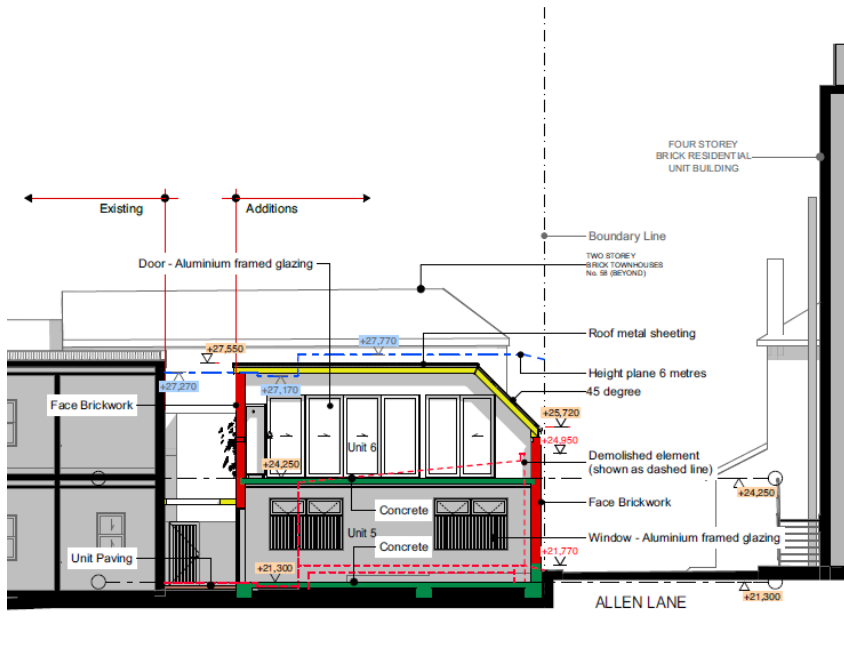 FOUR STOREY
BRICK RESIDENTIAL
UNIT BUILDING
Existing
Additions
Boundary Line
TWO STOREY
BRICK TOWNHOUSES
No. 58 (BEYOND)
Door - Aluminium framed glazing
Roof metal sheeting
+27,550
+27,770
Height plane 6 metres
+27,270
+27,170
45 degree
Face Brickwork
+25,720
+24,950
Unit 6
Demolished element
(shown as dashed line)
+24,250
+24,250
Face Brickwork
Concrete
Unit 5
Window - Aluminium framed glazing
Concrete
Unit Paving
+21,770
+21,300
+21,300
ALLEN LANE